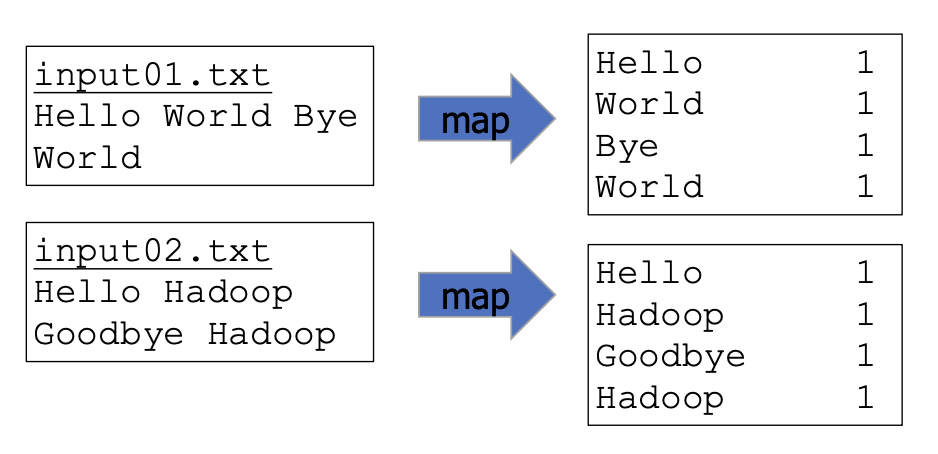 input01.txt
Hello World Bye
World
map
Hello 1
World 1
Bye 1
World 1
input02.txt
Hello Hadoop
Goodbye Hadoop
map
Hello 1
Hadoop 1
Goodbye 1
Hadoop 1